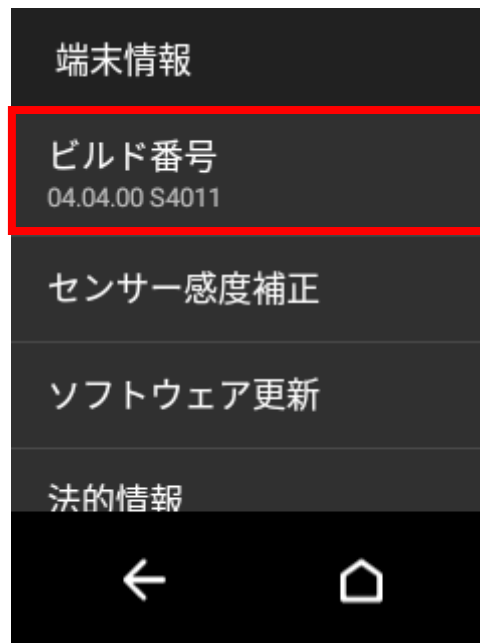 端末情報
ビルド番号
04.04.00 S4011
センサー感度補正
ソフトウェア更新
法的情報